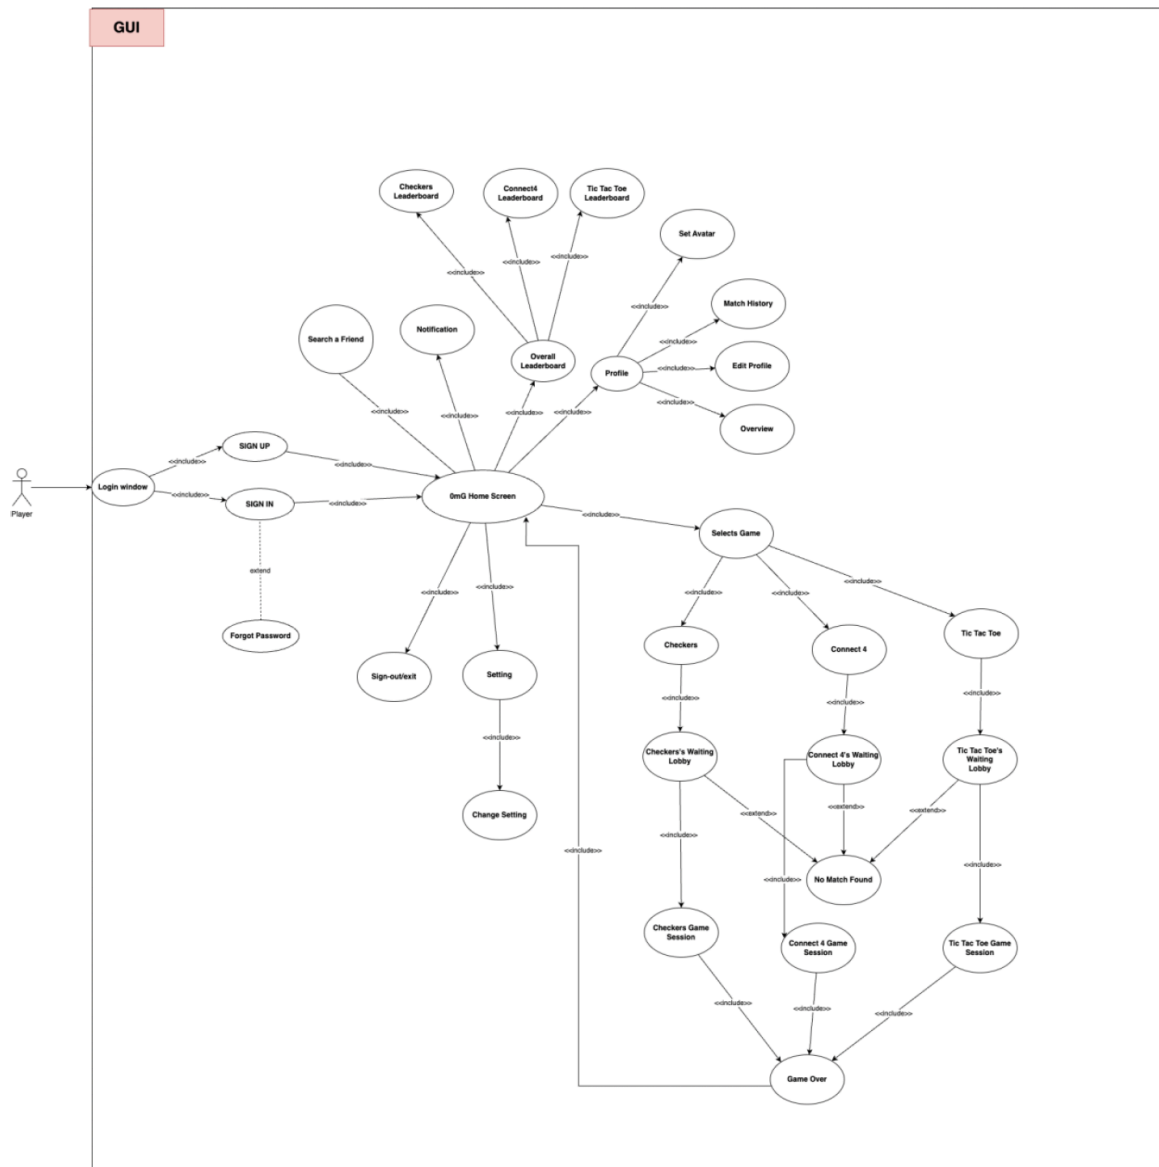 GUI
Checkers
Leaderboard
Connect4
Leaderboard
Tic Tac Toe
Leaderboard
Set Avatar
<<include>>
<<include>>
<<include>>
Match History
<<include>>
Search a Friend
Notification
Overall
Leaderboard
<<include>>
Profile
<<include>>
Edit Profile
<<include>>
<<include>>
<<include>>
<<include>>
<<include>>
Overview
SIGN UP
<<include>>
<<include>>
Login window
<<include>>
SIGN IN
<<include>>
0mG Home Screen
Player
<<include>>
Selects Game
extend
<<include>>
<<include>>
<<include>>
<<include>>
<<include>>
Forgot Password
Checkers
Connect 4
Tic Tac Toe
Sign-out/exit
Setting
<<include>>
<<include>>
<<include>>
<<include>>
Checkers's Waiting
Lobby
Connect 4's Waiting
Lobby
Tic Tac Toe's
Waiting
Lobby
Change Setting
<<extend>>
<<extend>>
<<extend>>
<<include>>
<<include>>
<<include>>
<<include>>
No Match Found
Checkers Game
Session
Connect 4 Game
Session
Tic Tac Toe Game
Session
<<include>>
<<include>>
<<include>>
Game Over